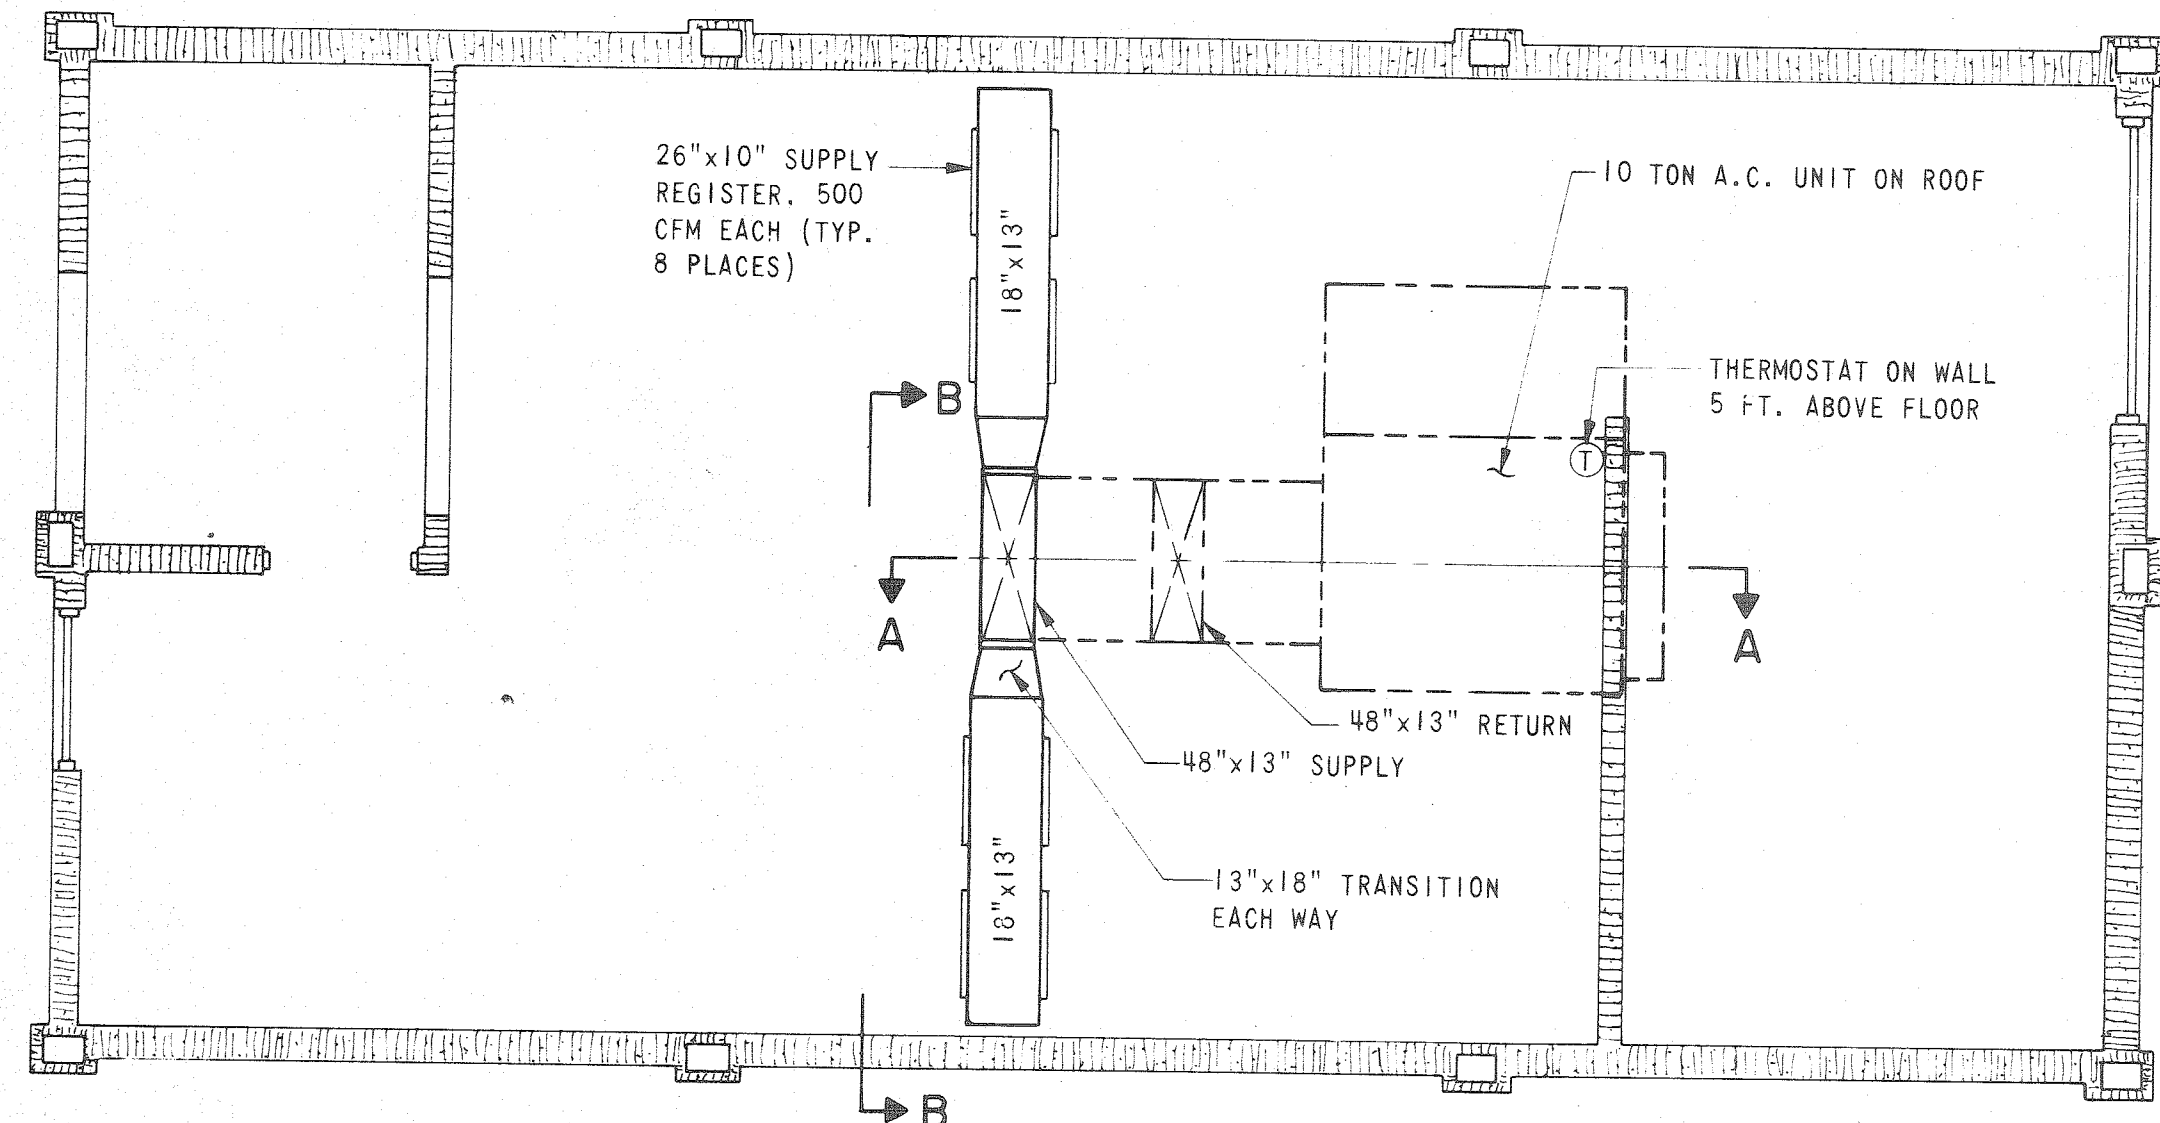 26"x10" SUPPLY
REGISTER. 500
CFM EACH (TYP.
8 PLACES)
18"x13"
10 TON A.C. UNIT ON ROOF
THERMOSTAT ON WALL
5 FT. ABOVE FLOOR
B
T
A
A
48"x13" RETURN
48"x13" SUPPLY
13"x18" TRANSITION
EACH WAY
18"x13"
B